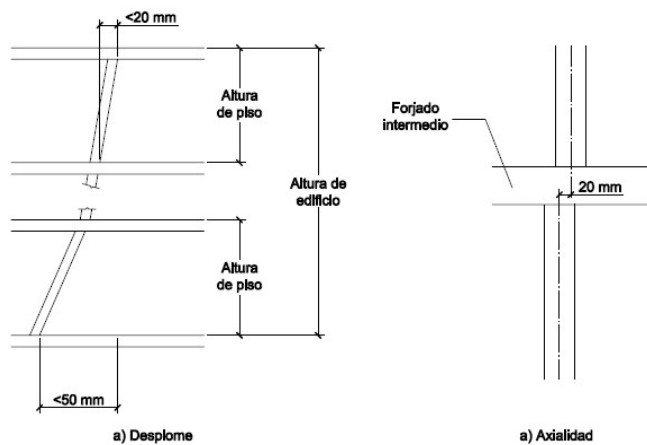 <20 mm
Altura
de piso
Altura de
edificio
Altura
de piso
<50 mm
a) Desplome
Forjado
intermedio
20 mm
a) Axialidad